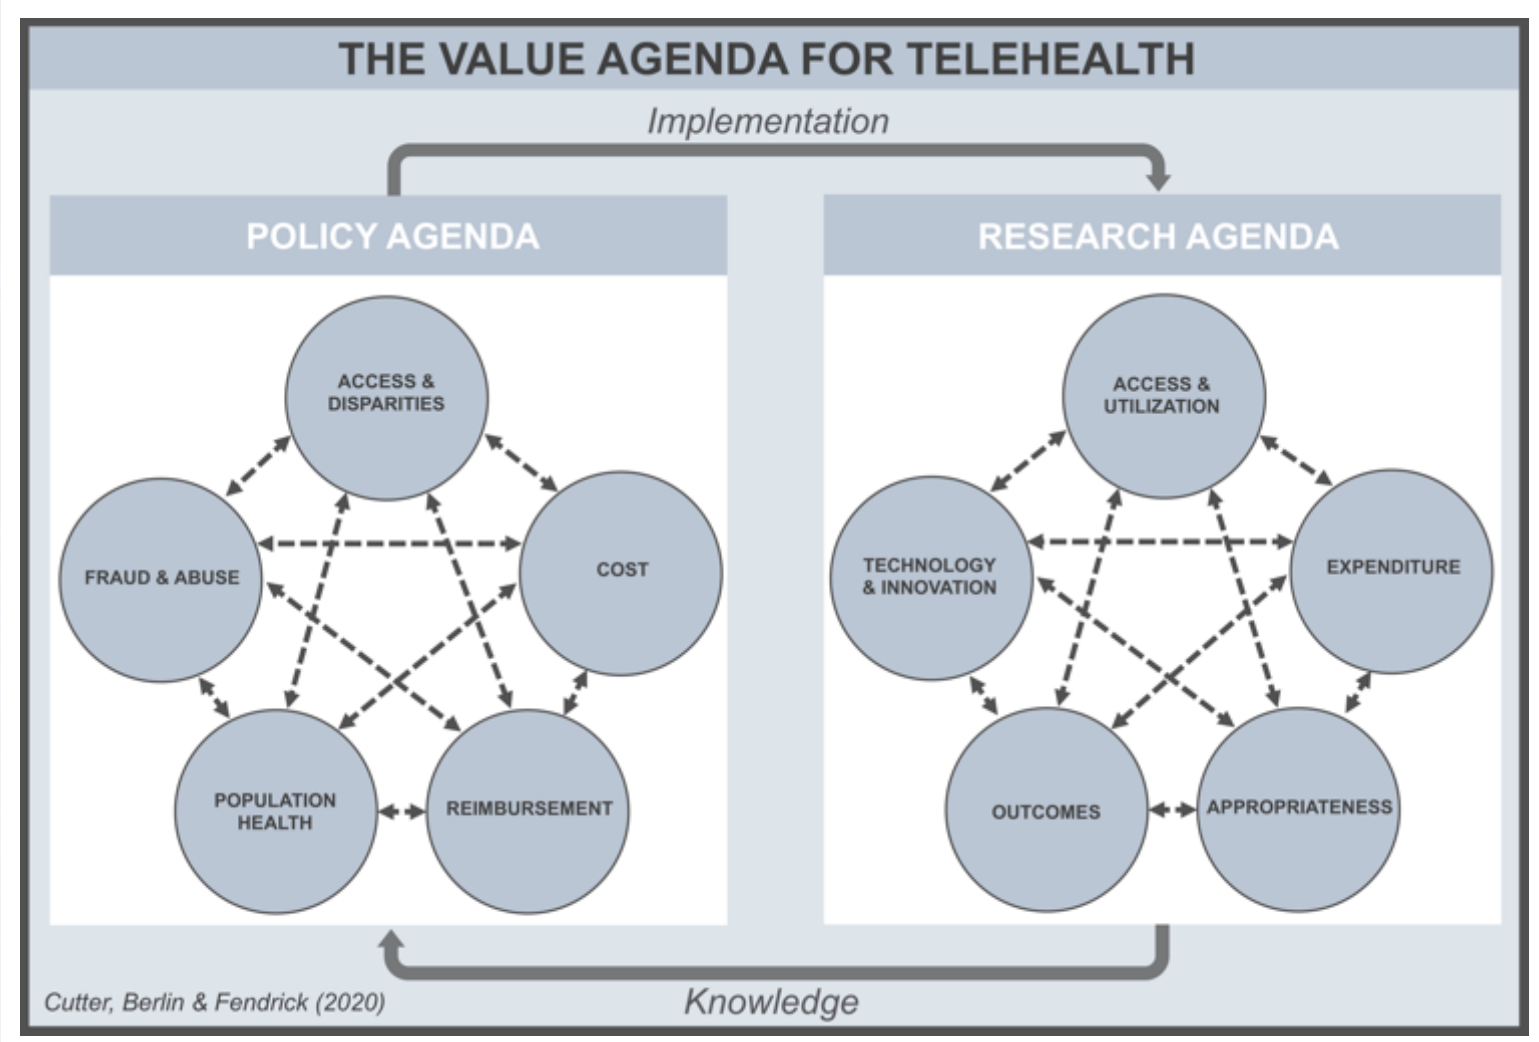 THE VALUE AGENDA FOR TELEHEALTH
Implementation
POLICY AGENDA
ACCESS &
DISPARITIES
FRAUD & ABUSE
COST
POPULATION
HEALTH
REIMBURSEMENT
RESEARCH AGENDA
ACCESS &
UTILIZATION
TECHNOLOGY
& INNOVATION
EXPENDITURE
OUTCOMES
APPROPRIATENESS
Knowledge
Cutter, Berlin & Fendrick (2020)